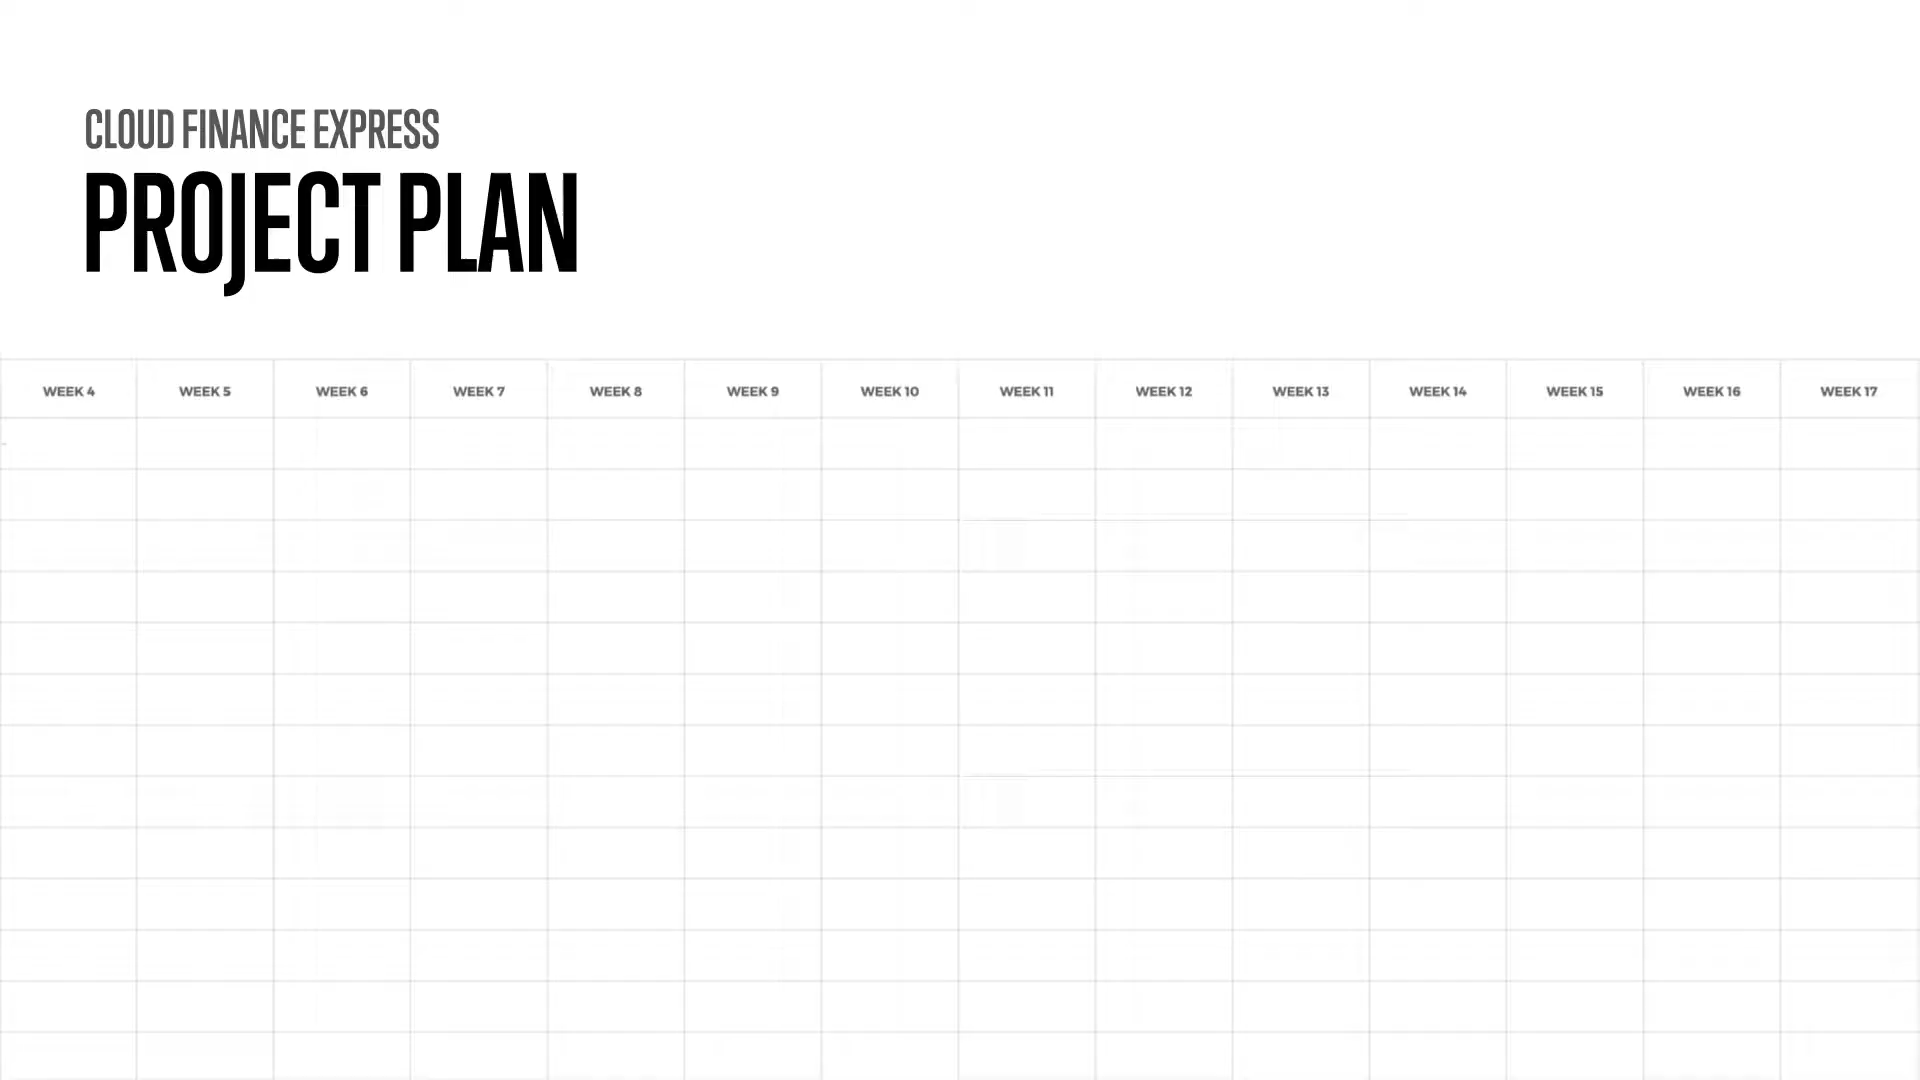 CLOUD FINANCE EXPRESS
PROJECT PLAN
WEEK 4 WEEK 5 WEEK 6 WEEK 7 WEEK 8 WEEK 9 WEEK 10 WEEK 11 WEEK 12 WEEK 13 WEEK 14 WEEK 15 WEEK 16 WEEK 17